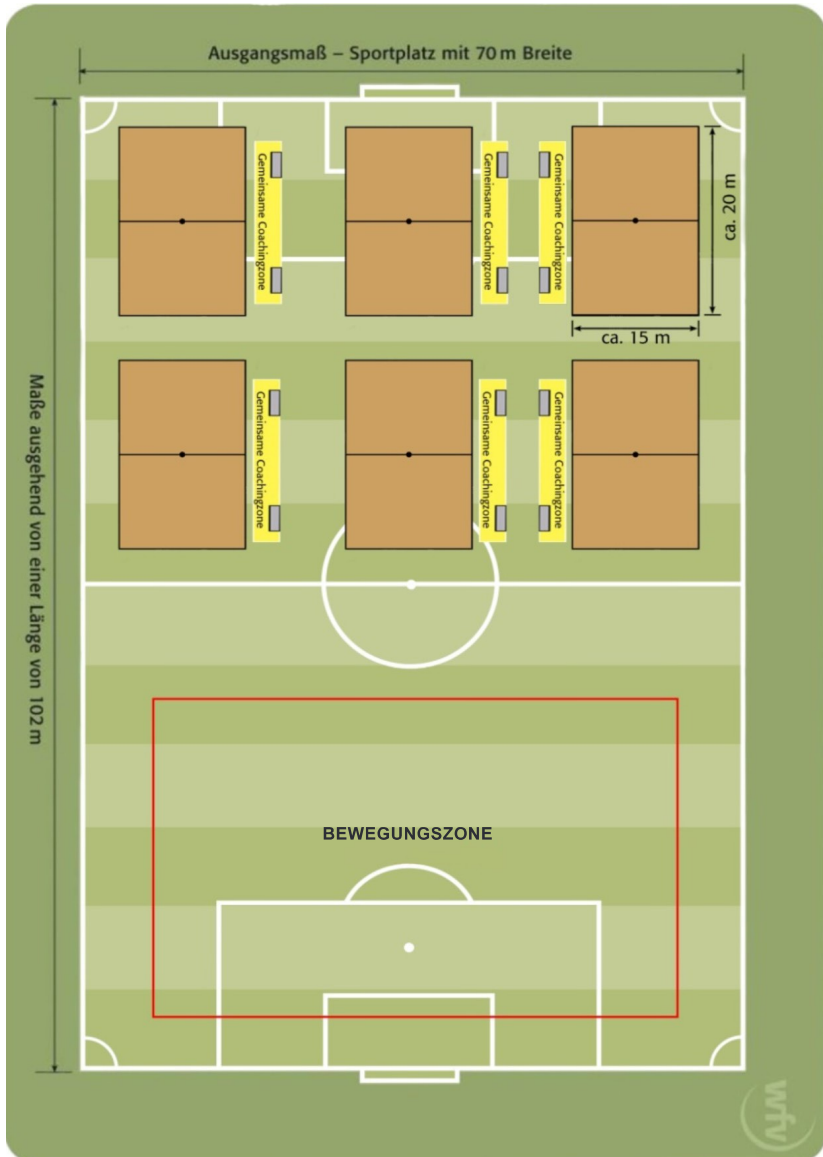 Ausgangsmaß – Sportplatz mit 70 m Breite
Gemeinsame Coachingzone
Gemeinsame Coachingzone
Gemeinsame Coachingzone
ca. 20 m
ca. 15 m
Maße ausgehend von einer Länge von 102 m
Gemeinsame Coachingzone
Gemeinsame Coachingzone
Gemeinsame Coachingzone
BEWEGUNGSZONE
wfv